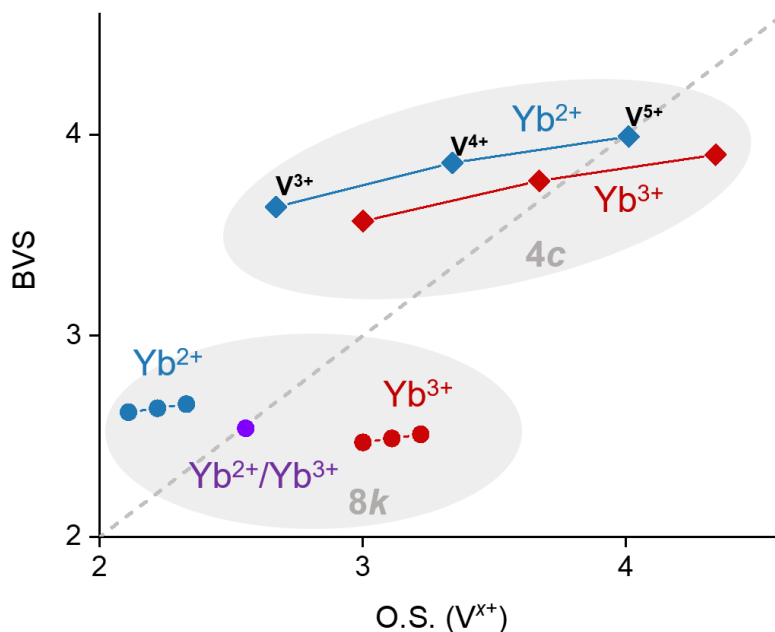 4
Yb²⁺
V⁵⁺
V⁴⁺
V³⁺
Yb³⁺
4c
BVS
3
Yb²⁺
Yb³⁺
Yb²⁺/Yb³⁺
8k
2
2 3 4
O.S. (Vˣ⁺)